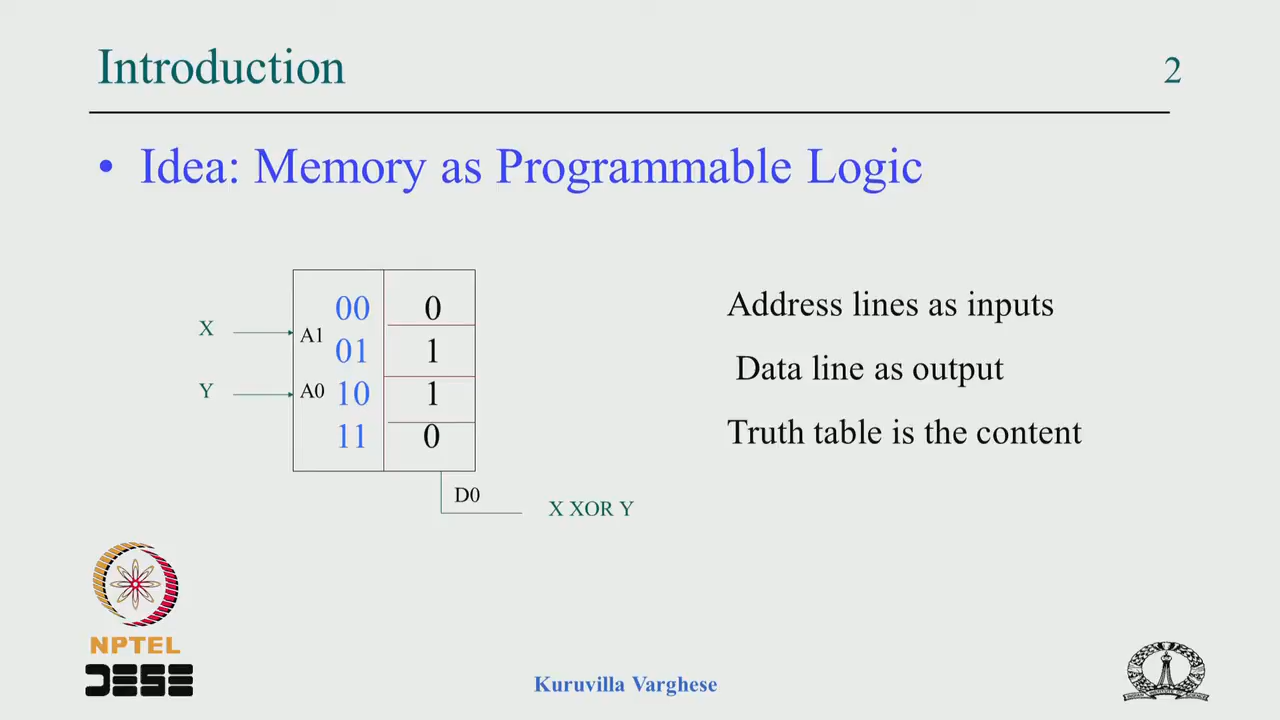 Introduction
2
• Idea: Memory as Programmable Logic
X
Y
A1
A0
00 0
01 1
10 1
11 0
D0
X XOR Y
Address lines as inputs
Data line as output
Truth table is the content
NPTEL
DESE
Kuruvilla Varghese